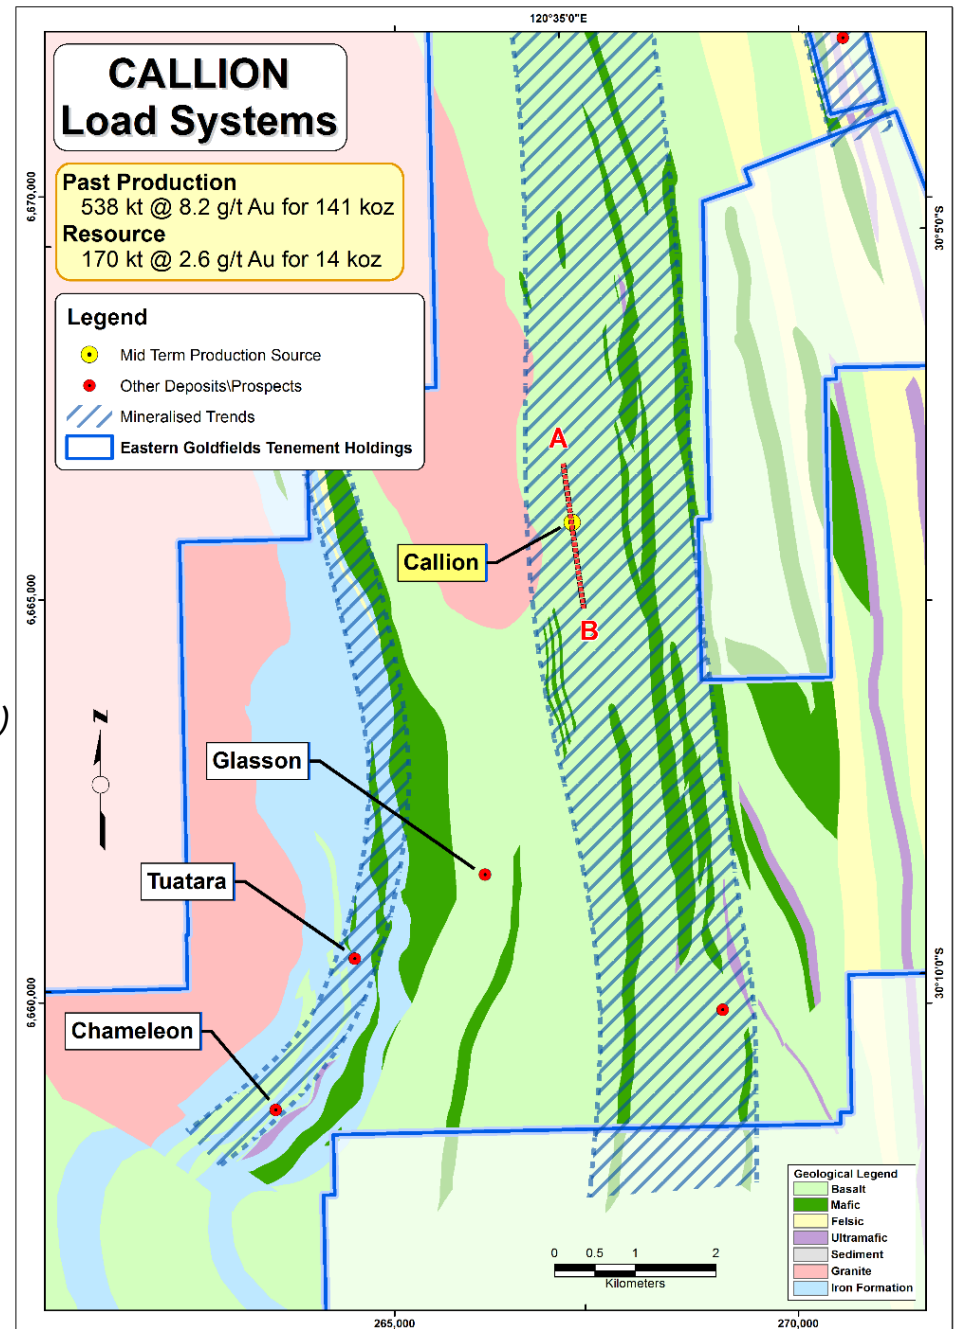 120°35'0"E
CALLION
Load Systems
Past Production
538 kt @ 8.2 g/t Au for 141 koz
Resource
170 kt @ 2.6 g/t Au for 14 koz
Legend
Mid Term Production Source
Other Deposits\Prospects
Mineralised Trends
Eastern Goldfields Tenement Holdings
6,670,000
30°5'0"S
A
Callion
B
6,665,000
)
z
Glasson
Tuatara
Chameleon
6,660,000
30°10'0"S
Geological Legend
Basalt
Mafic
Felsic
Ultramafic
Sediment
Granite
Iron Formation
0 0.5 1 2
Kilometers
265,000 270,000